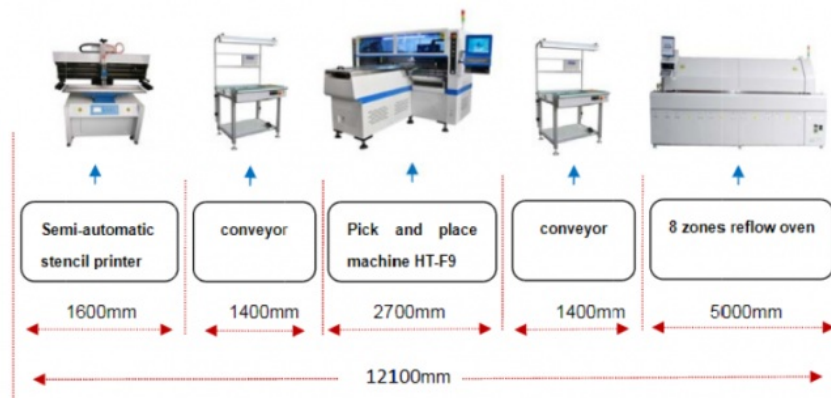 Semi-automatic
stencil printer
conveyor
Pick and place
machine HT-F9
conveyor
8 zones reflow oven
1600mm
1400mm
2700mm
1400mm
5000mm
12100mm